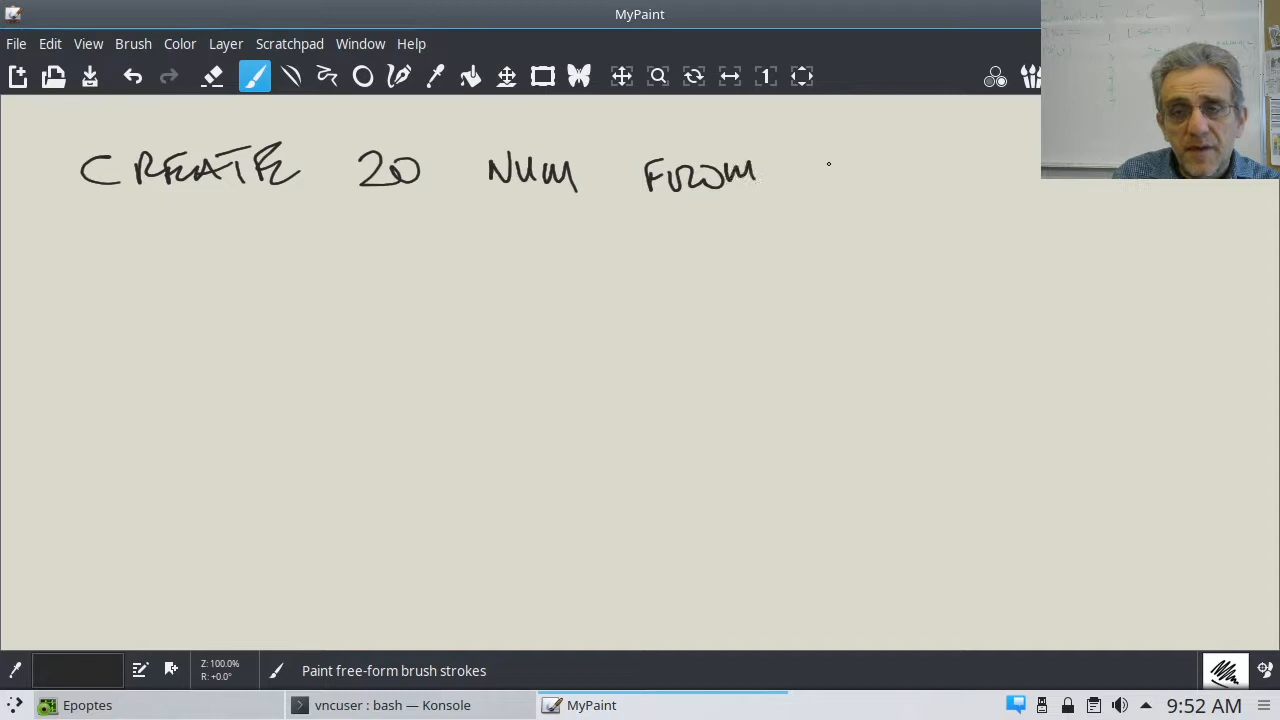 MyPaint
File Edit View Brush Color Layer Scratchpad Window Help
CREATE 20 NUM FROM
Z: 100.0%
R: +0.0°
Paint free-form brush strokes
Epoptes
vncuser : bash — Konsole
MyPaint
9:52 AM